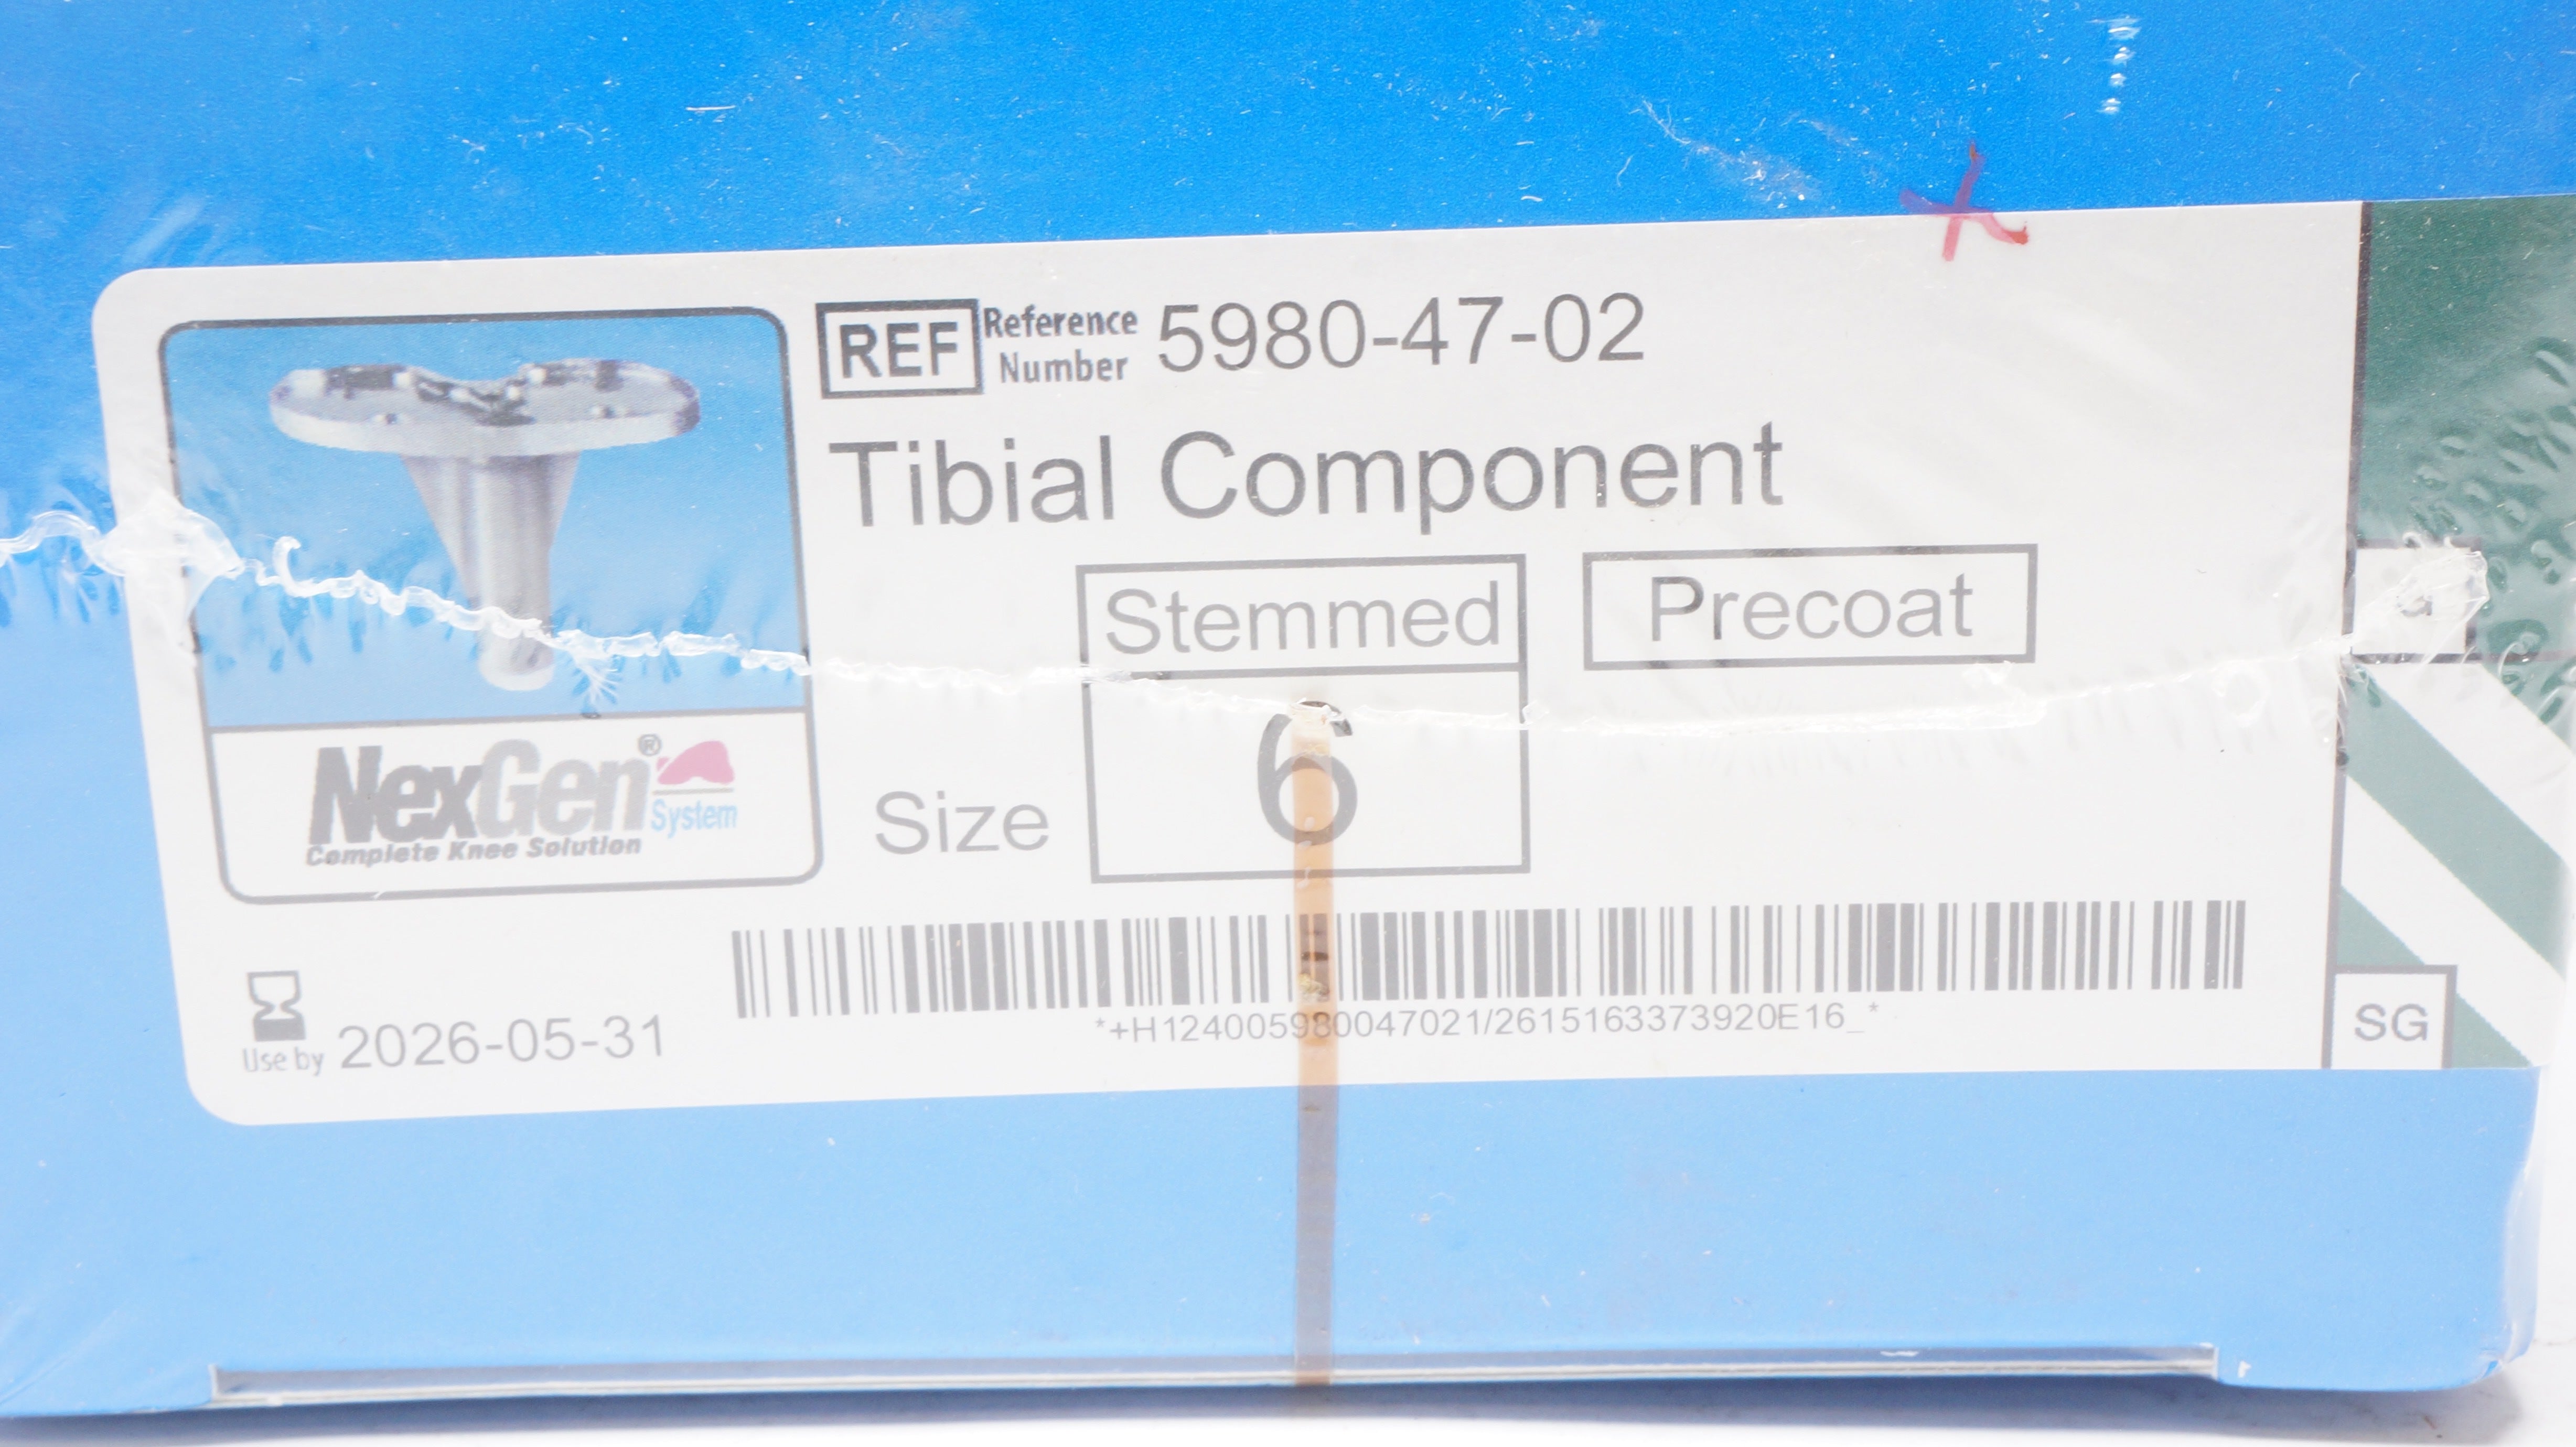 REF Reference Number 5980-47-02
Tibial Component
Stemmed
Precoat
Size 6
NexGen®
System
Complete Knee Solution
Use by 2026-05-31
*+H124005980047021/2615163373920E16_*
SG